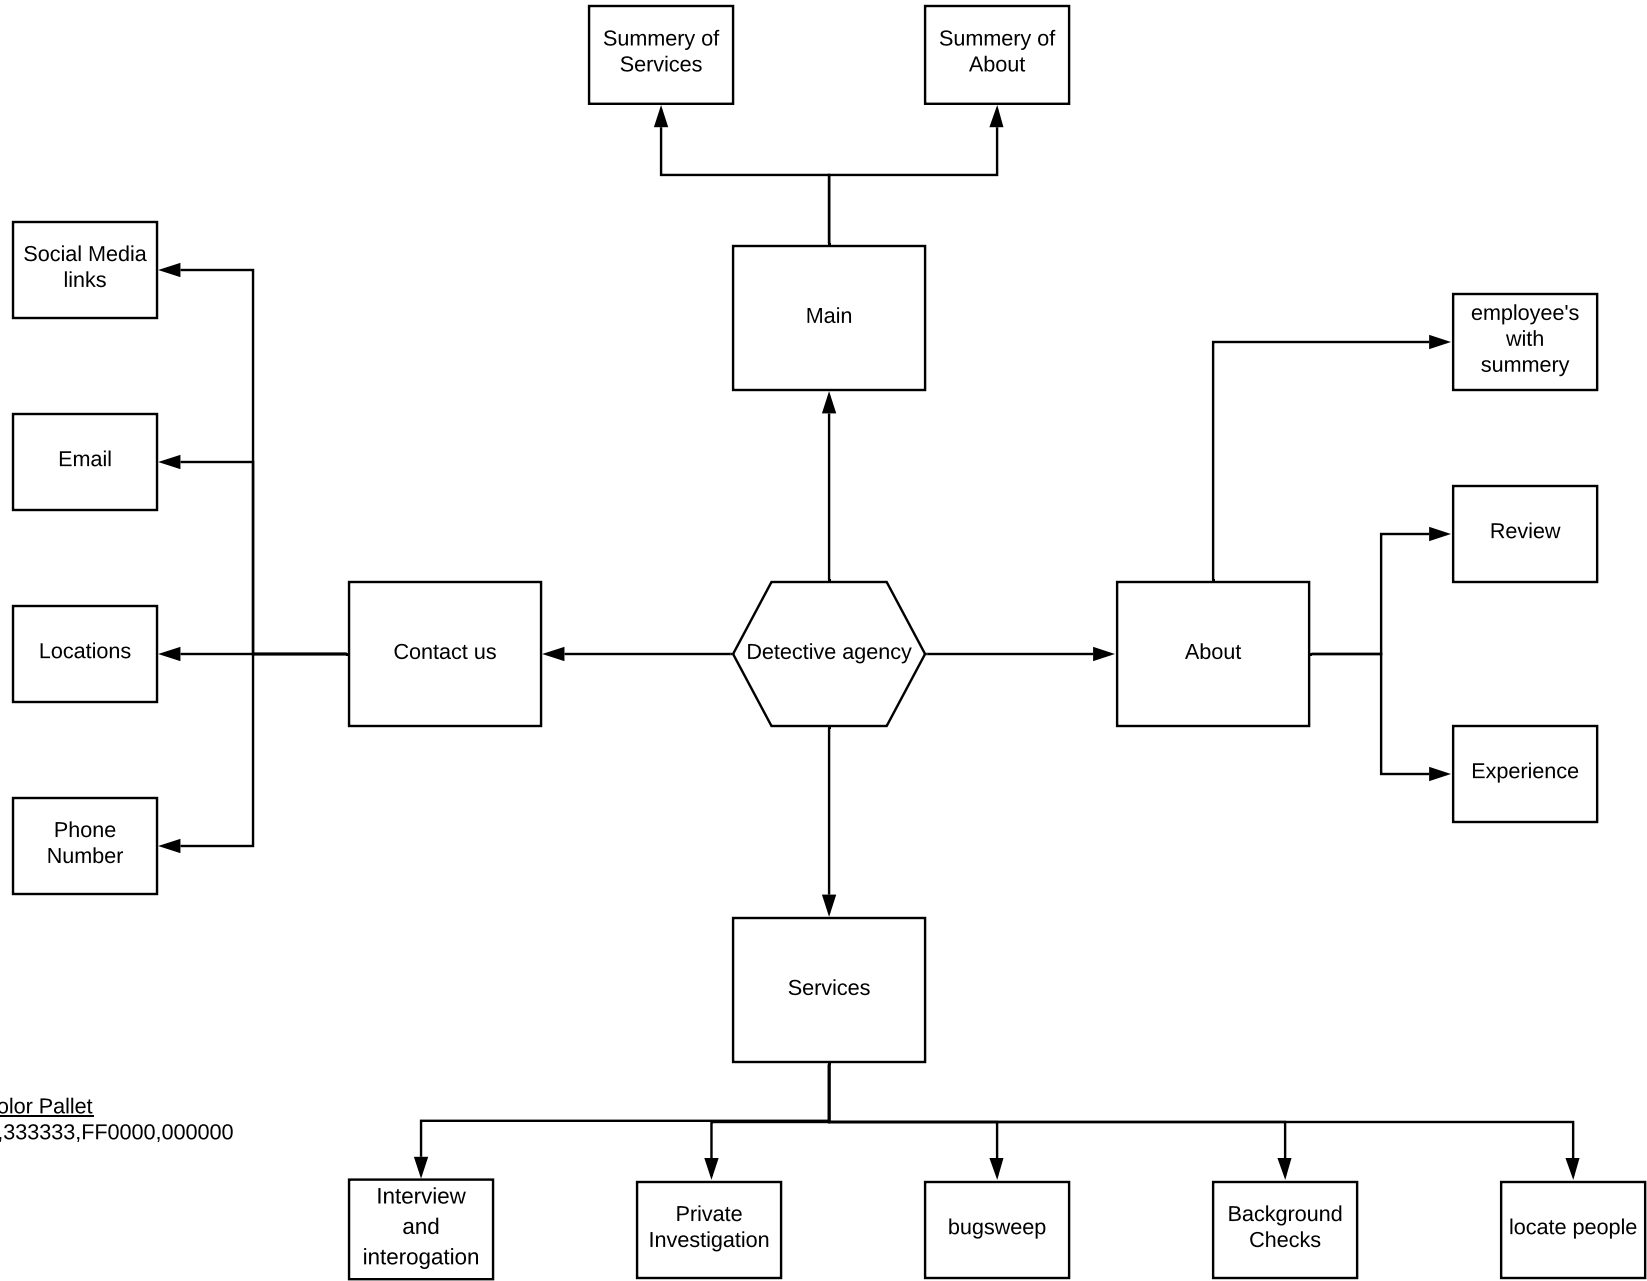 Summery of
Services
Summery of
About
Social Media
links
Main
employee's
with
summery
Email
Review
Locations
Contact us
Detective agency
About
Experience
Phone
Number
Services
olor Pallet
,333333,FF0000,000000
Interview
and
interogation
Private
Investigation
bugsweep
Background
Checks
locate people